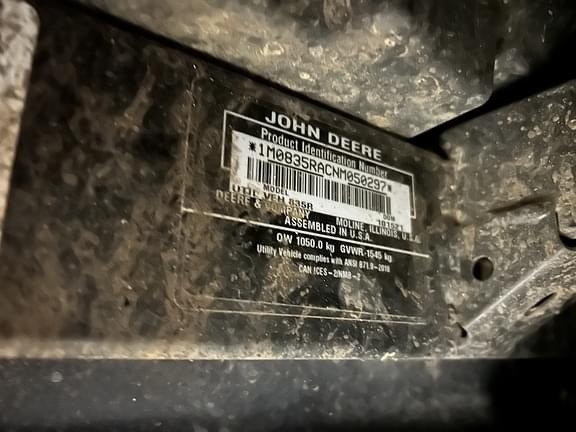 JOHN DEERE
Product Identification Number
*1M0835RACNM050297*
MODEL DOM
UTIL VEH 835R
DEERE & COMPANY MOLINE, ILLINOIS, U.S.A.
ASSEMBLED IN U.S.A.
OW 1050.0 kg GVWR-1545 kg
Utility Vehicle complies with ANSI B71.9-2016
CAN ICES-2/NMB-2